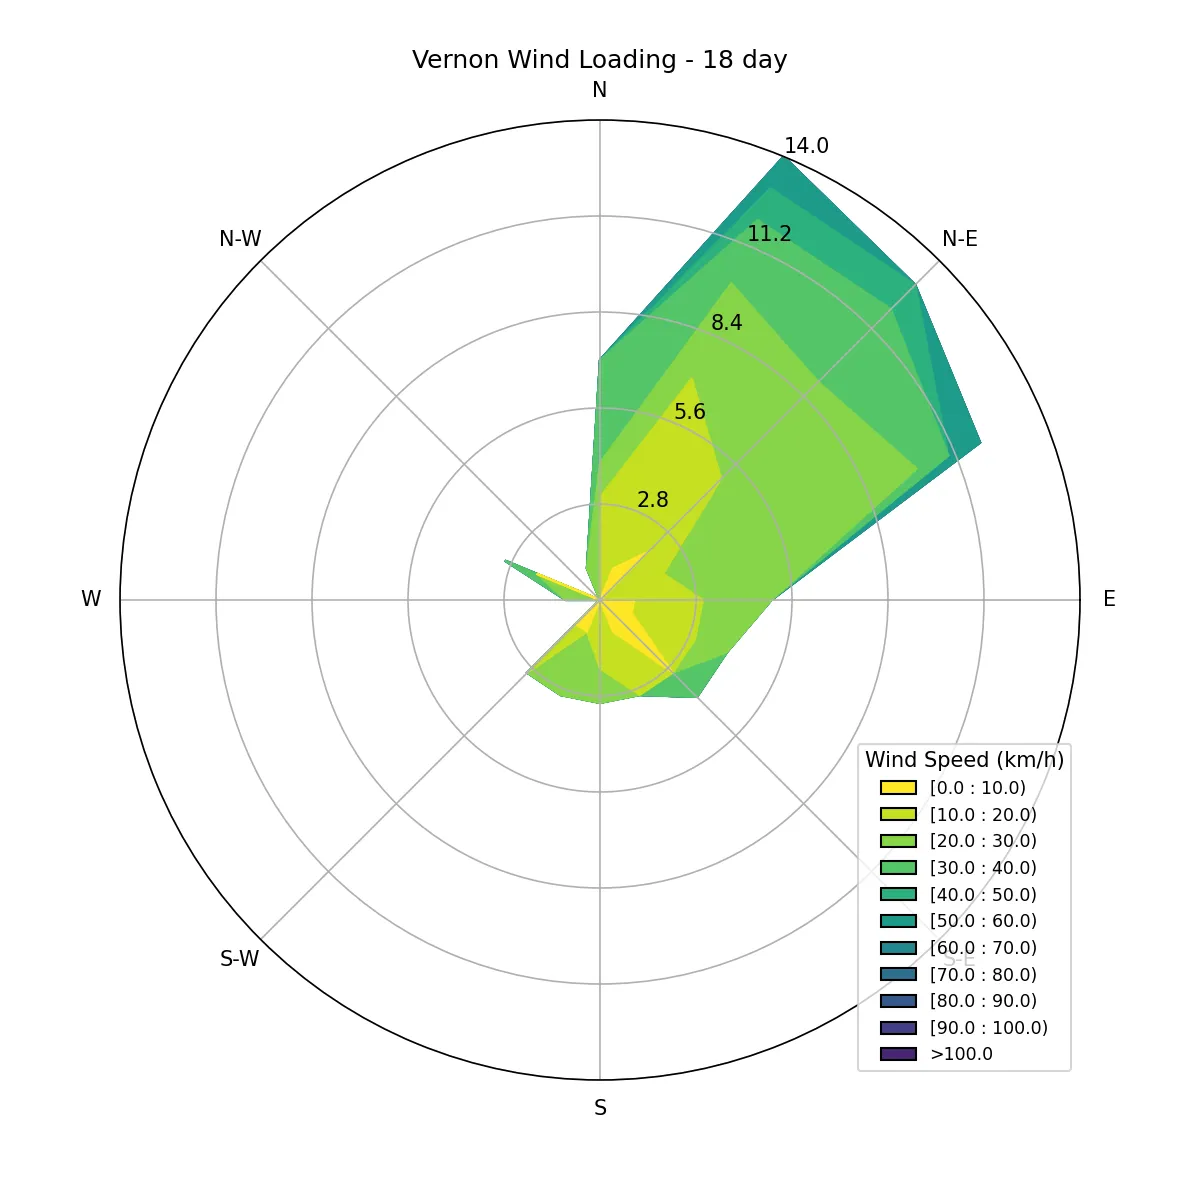 Vernon Wind Loading - 18 day
N
14.0
11.2
N-W
N-E
8.4
5.6
2.8
W
E
Wind Speed (km/h)
[0.0 : 10.0)
[10.0 : 20.0)
[20.0 : 30.0)
[30.0 : 40.0)
[40.0 : 50.0)
[50.0 : 60.0)
[60.0 : 70.0)
[70.0 : 80.0)
[80.0 : 90.0)
[90.0 : 100.0)
>100.0
S-W
S-E
S